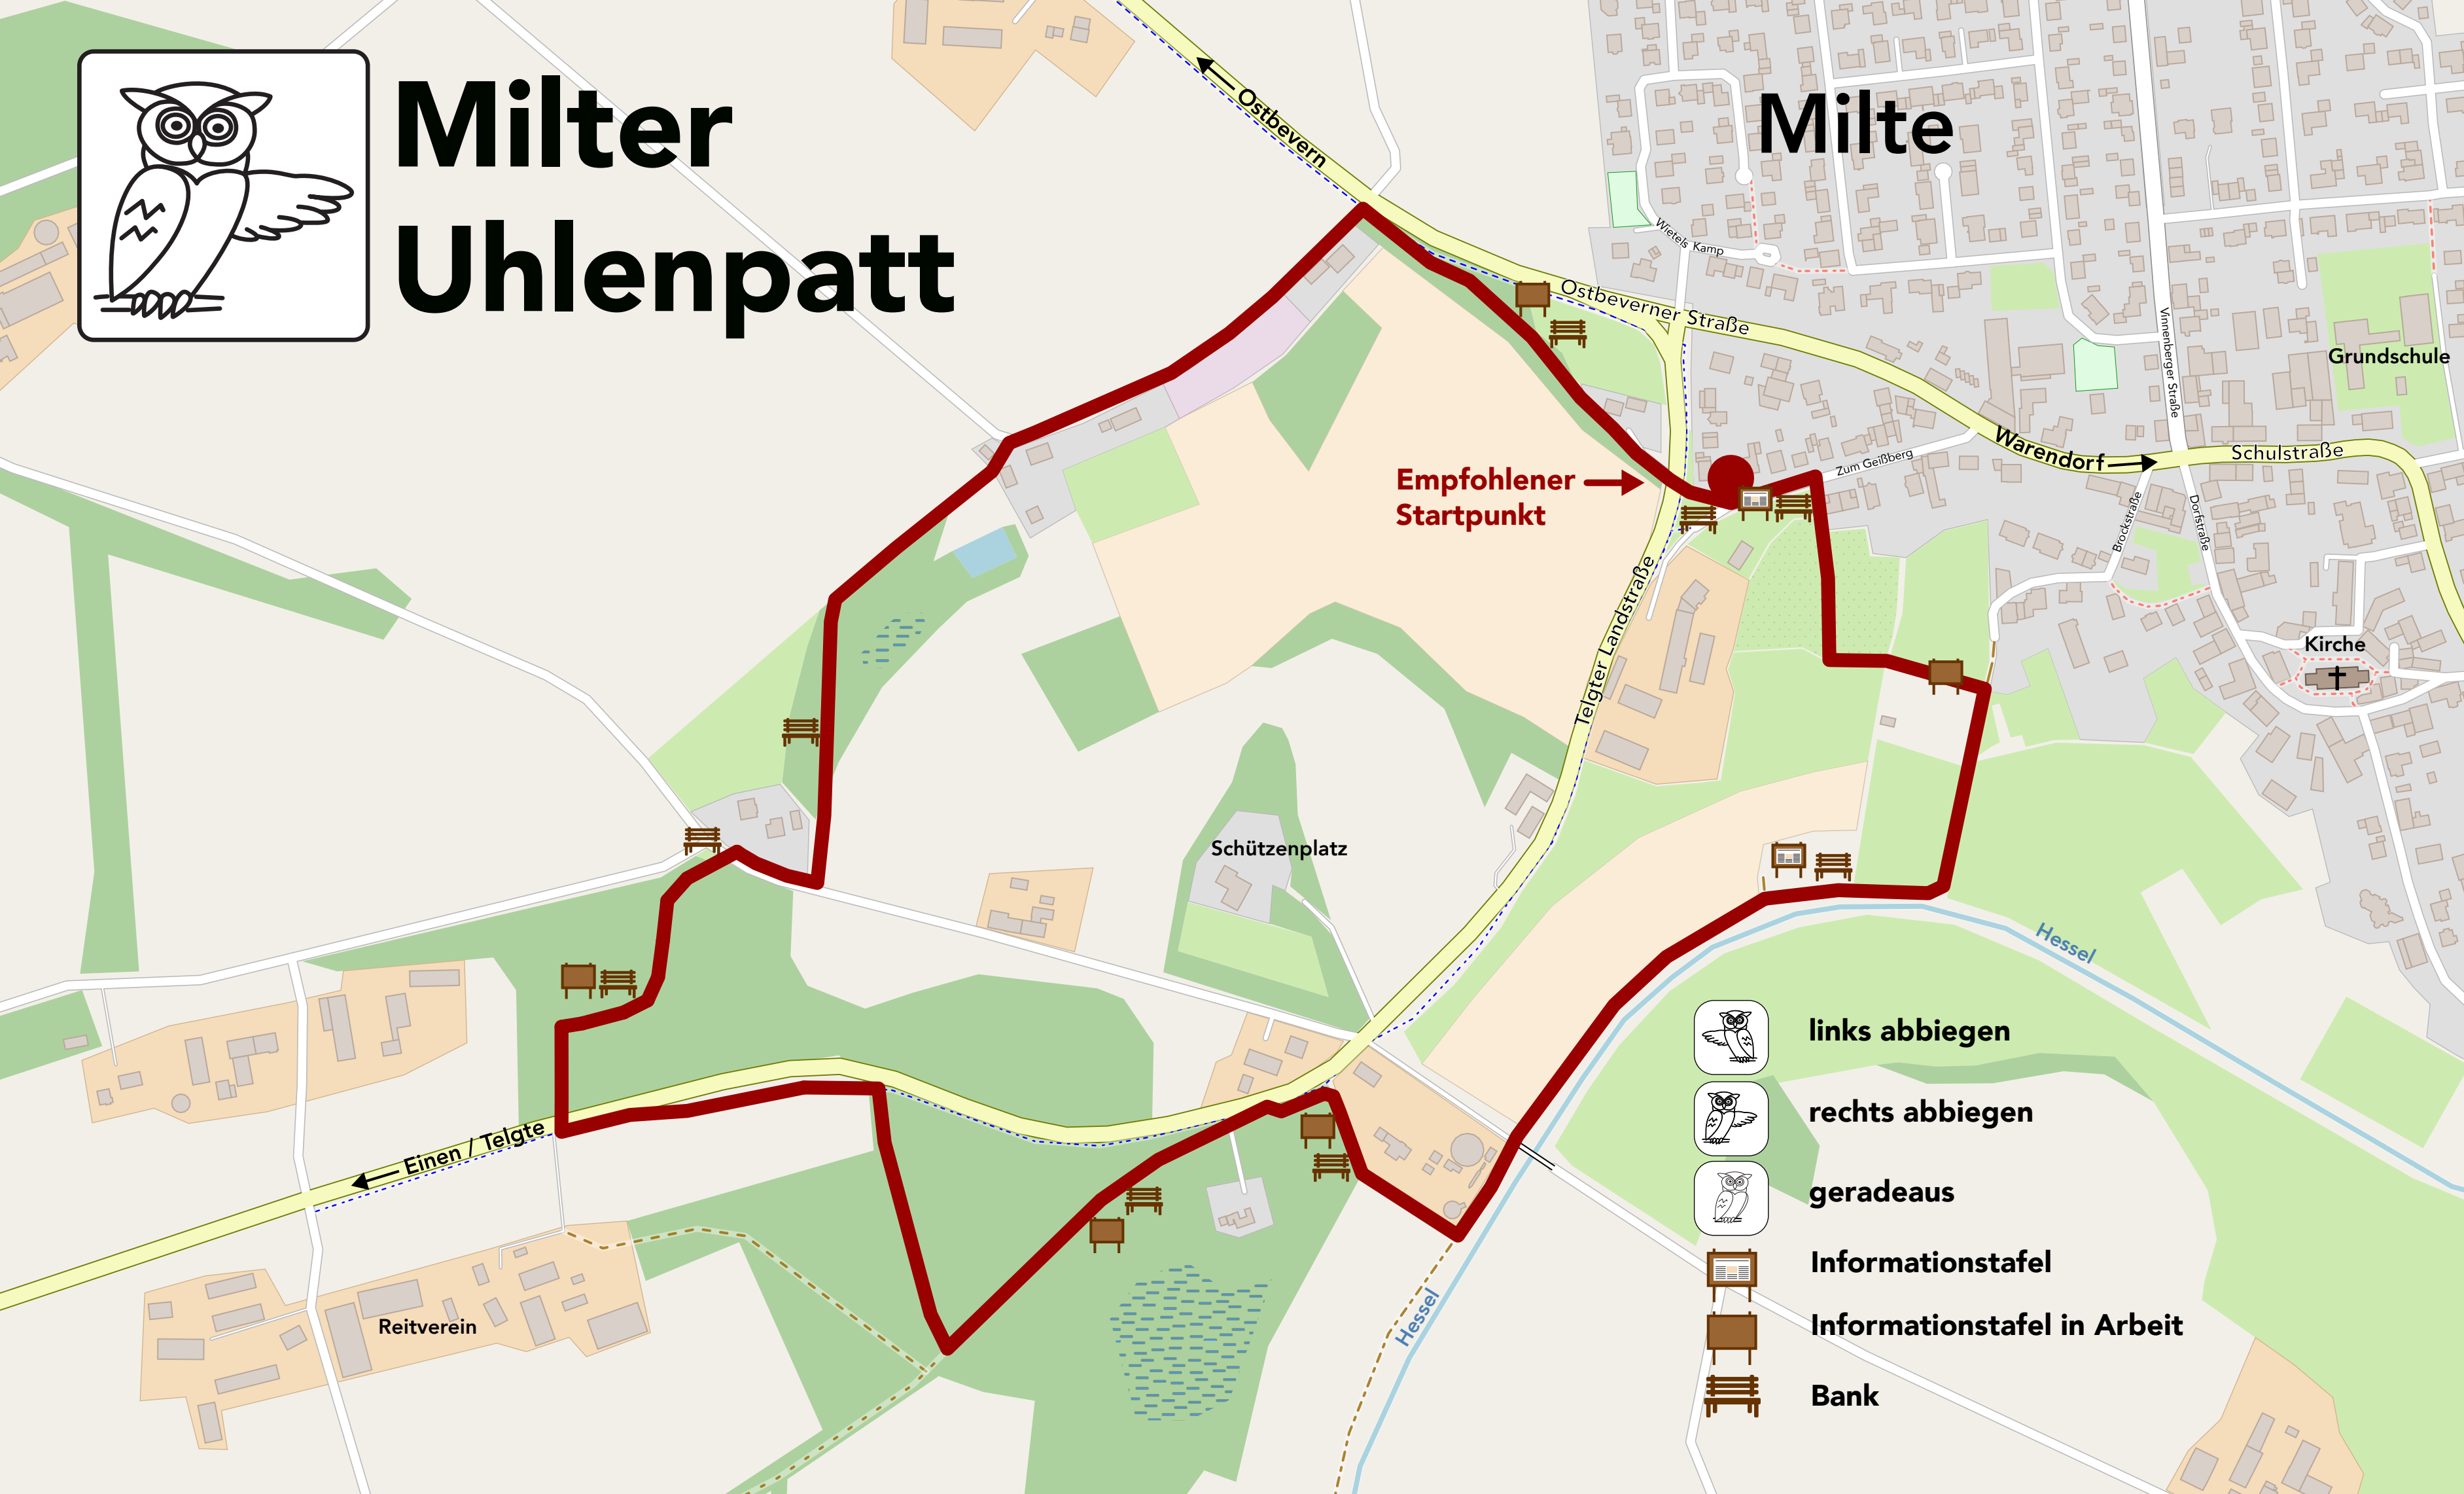 Milter
Uhlenpatt
Milte
Ostbevern
Wietels Kamp
Ostbeverner Straße
Vinnenberger Straße
Grundschule
Warendorf
Schulstraße
Zum Geißberg
Empfohlener
Startpunkt
Brockstraße
Dorfstraße
Telgter Landstraße
Kirche
Schützenplatz
Hessel
Einen / Telgte
Reitverein
Hessel
links abbiegen
rechts abbiegen
geradeaus
Informationstafel
Informationstafel in Arbeit
Bank